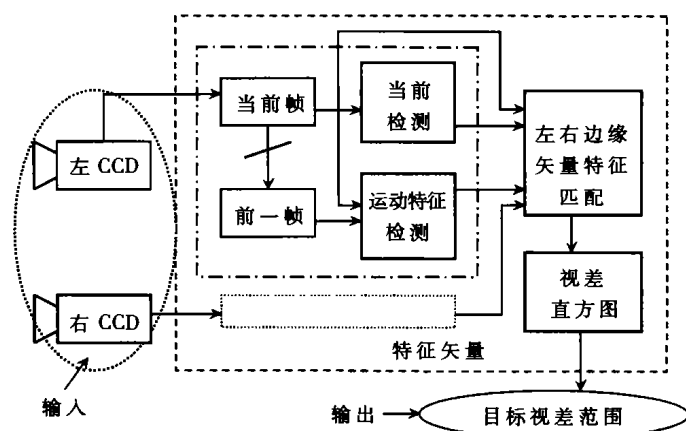 左 CCD
当前帧
当前
检测
左右边缘
矢量特征
匹配
前一帧
运动特征
检测
视差
直方图
右 CCD
特征矢量
输入
输出
目标视差范围